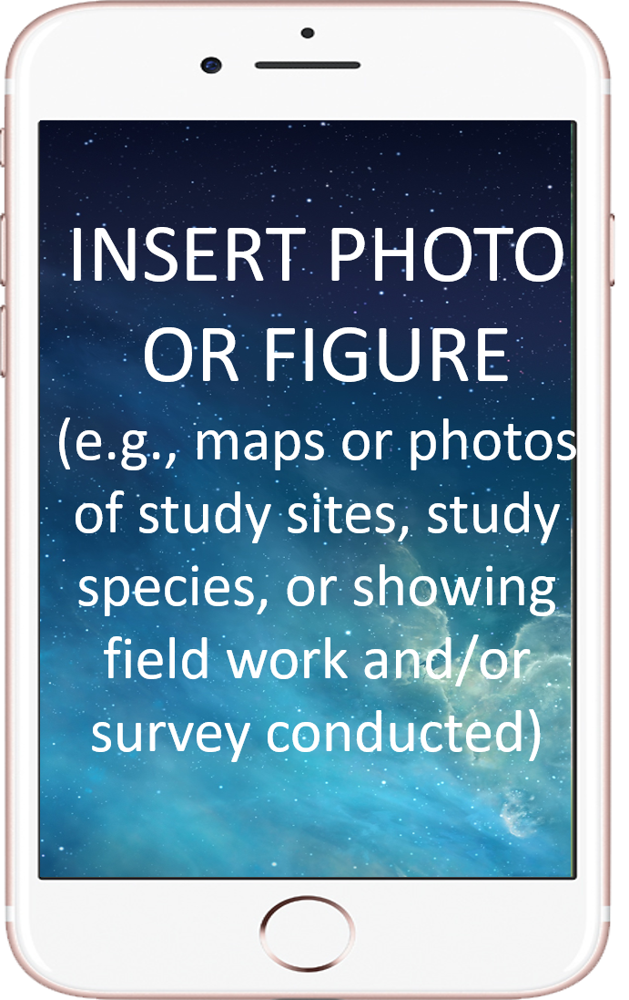 INSERT PHOTO
OR FIGURE
(e.g., maps or photos
of study sites, study
species, or showing
field work and/or
survey conducted)